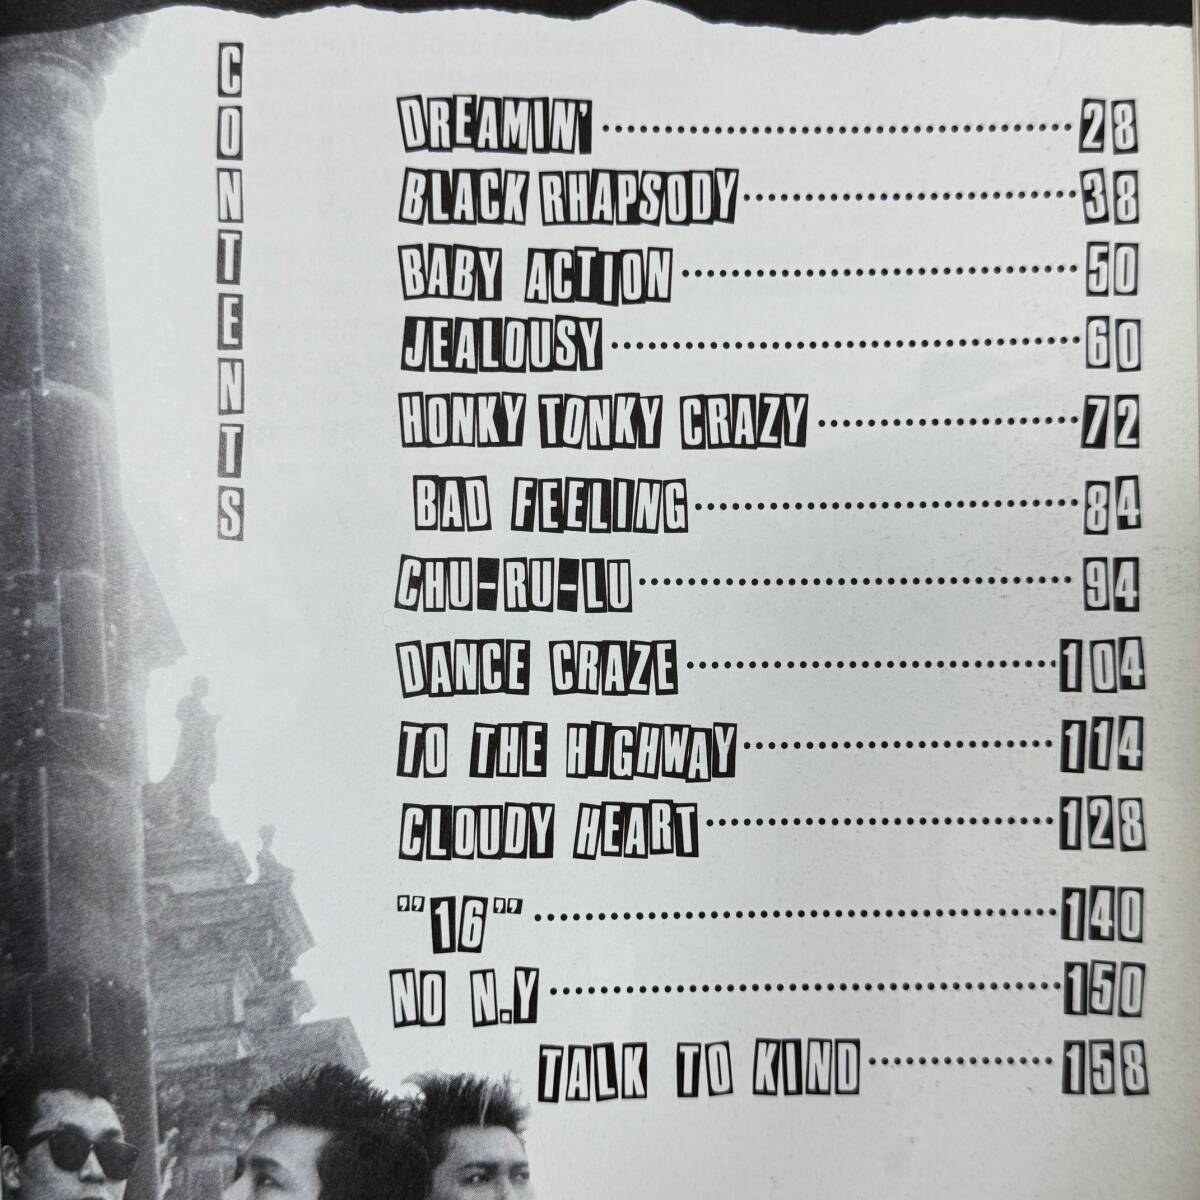 CONTENTS
DREAMIN' 28
BLACK RHAPSODY 38
BABY ACTION 50
JEALOUSY 60
HONKY TONKY CRAZY 72
BAD FEELING 84
CHU-RU-LU 94
DANCE CRAZE 104
TO THE HIGHWAY 114
CLOUDY HEART 128
"16" 140
NO N.Y 150
TALK TO KIND 158